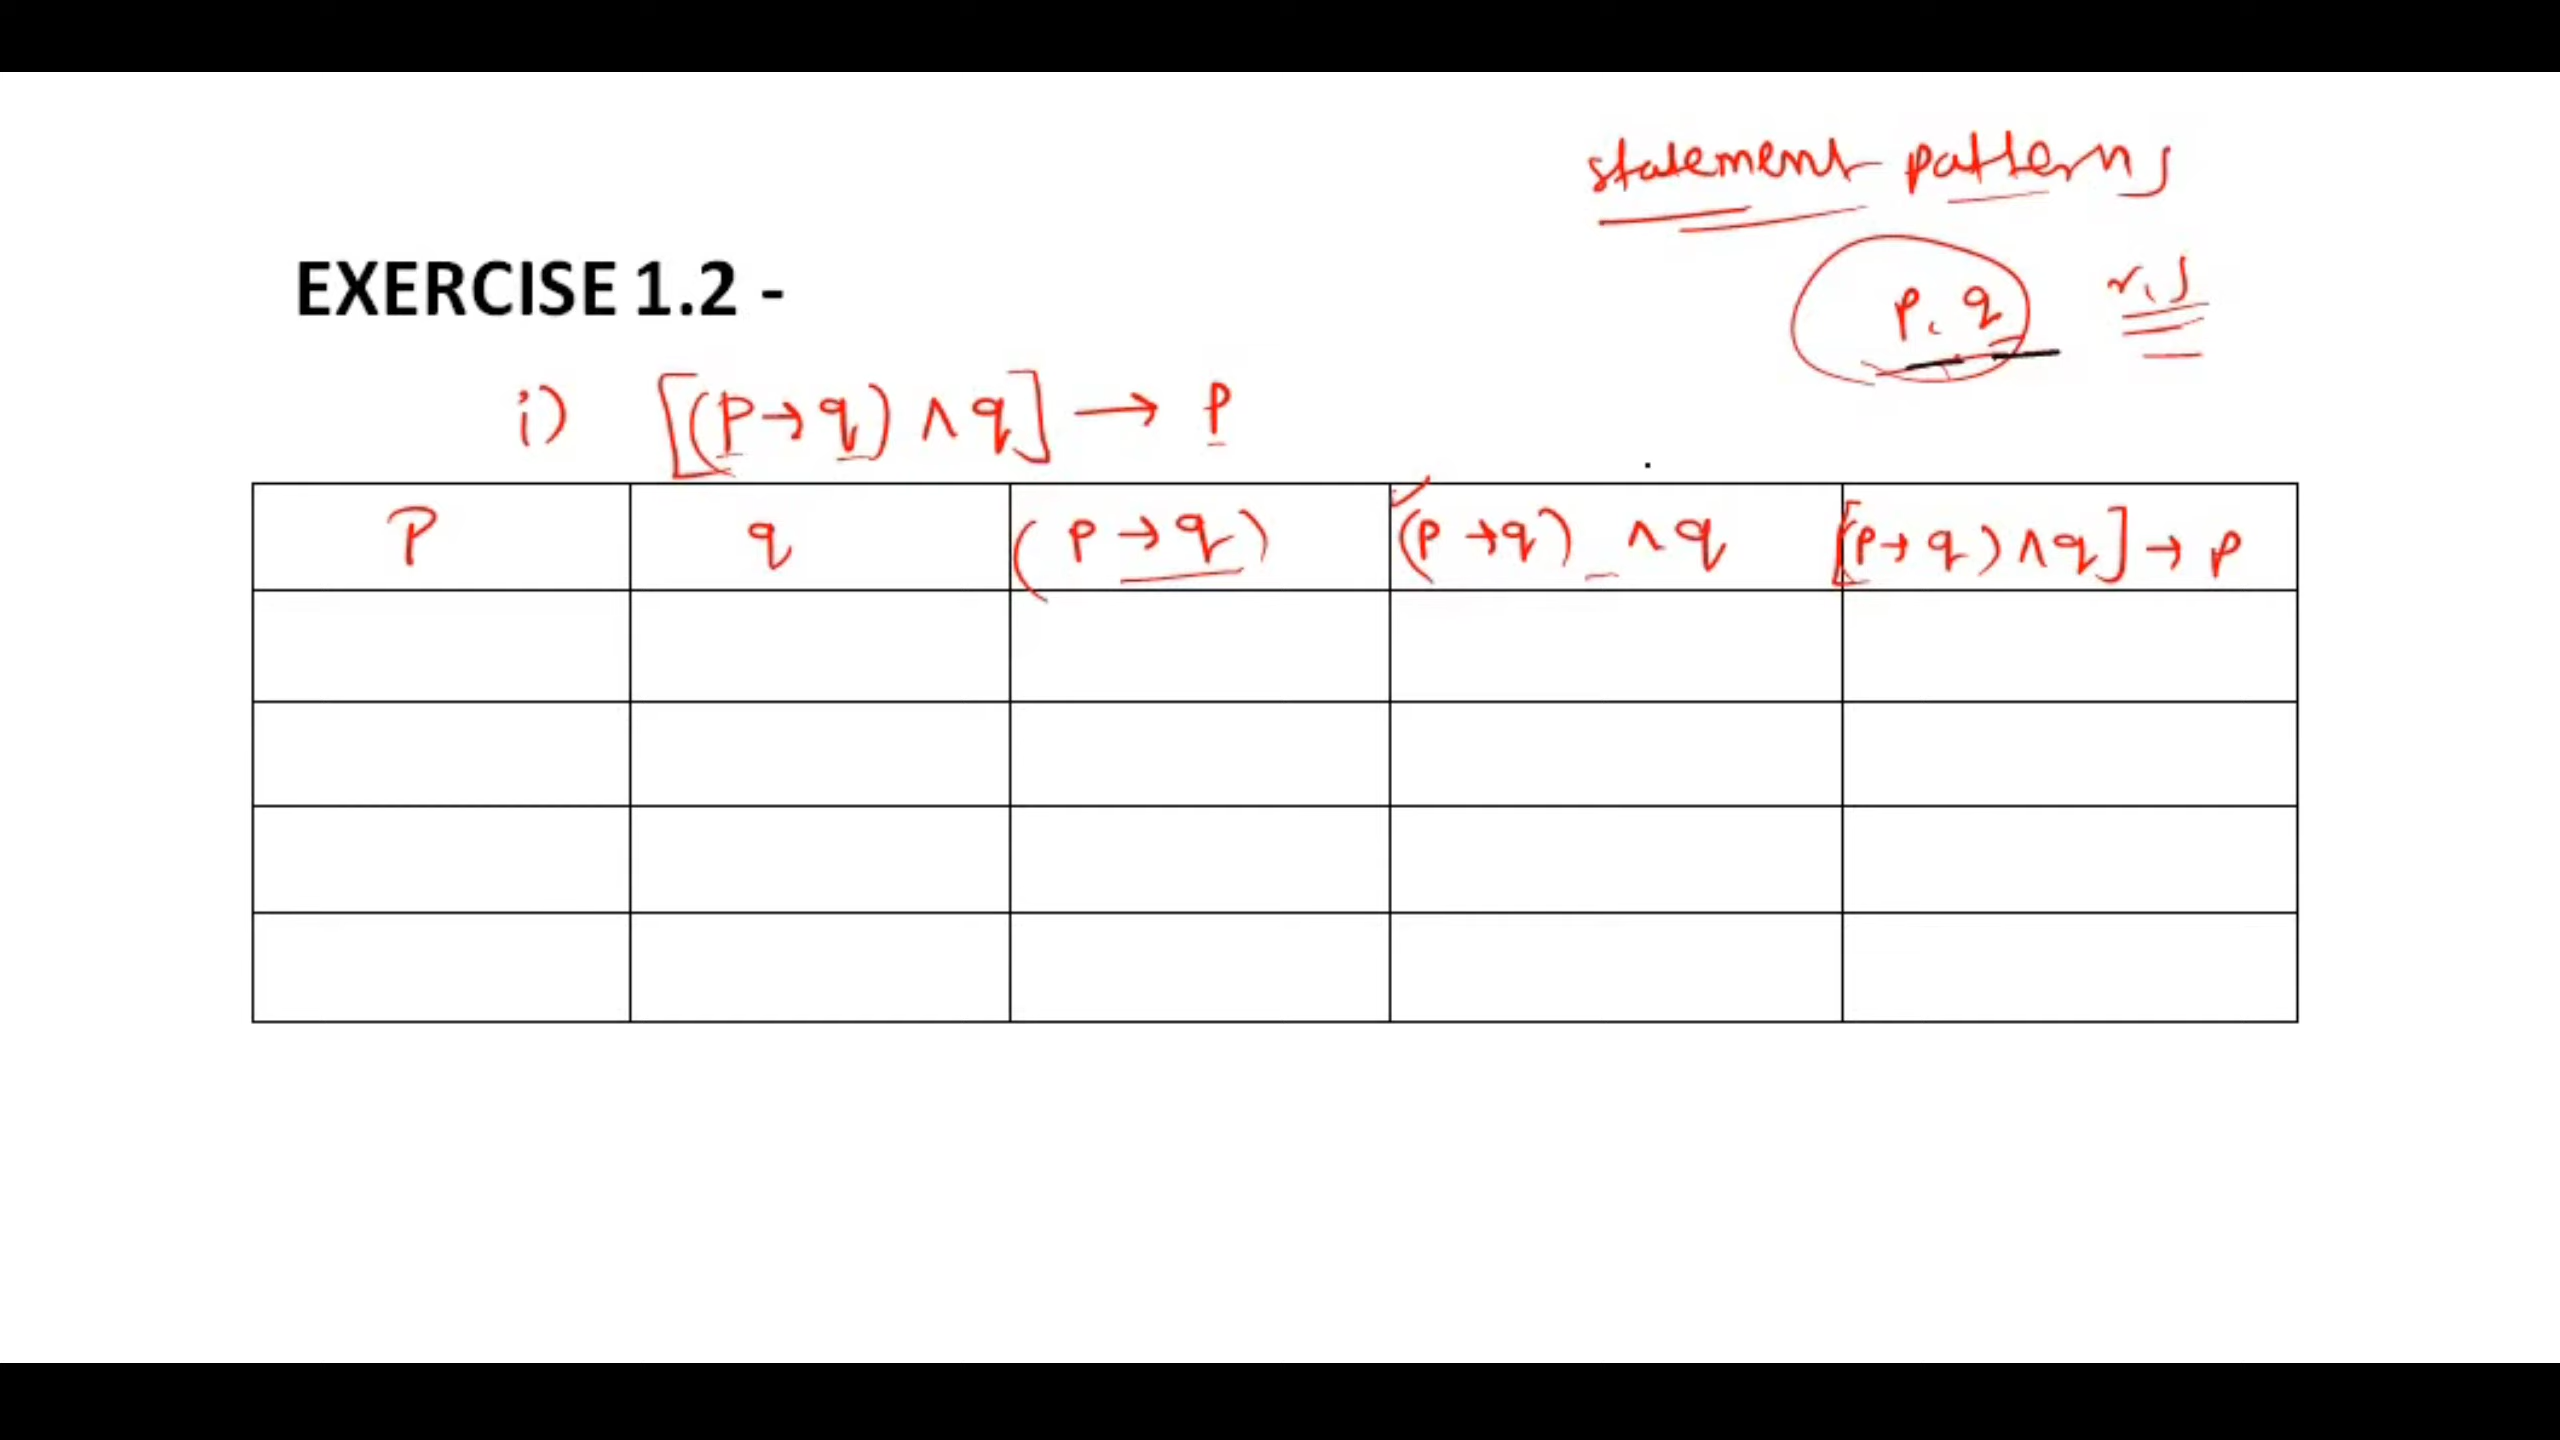 statement patterns
EXERCISE 1.2 -
p, q r, s
i) [(p→q) ∧ q] → p
p q (p→q) (p→q) ∧ q [(p→q) ∧ q] → p